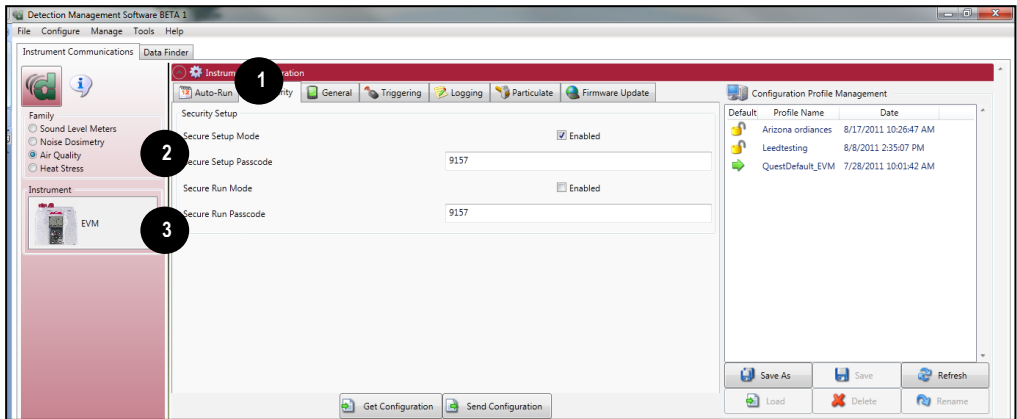 Detection Management Software BETA 1
File Configure Manage Tools Help
Instrument Communications Data Finder
1
Auto-Run General Triggering Logging Particulate Firmware Update
Security Setup
Secure Setup Mode Enabled
2
Secure Setup Passcode 9157
Secure Run Mode Enabled
3
Secure Run Passcode 9157
Family
Sound Level Meters
Noise Dosimetry
Air Quality
Heat Stress
Instrument
EVM
Get Configuration Send Configuration
Configuration Profile Management
Default Profile Name Date
Arizona ordiances 8/17/2011 10:26:47 AM
Leedtesting 8/8/2011 2:35:07 PM
QuestDefault_EVM 7/28/2011 10:01:42 AM
Save As Save Refresh
Load Delete Rename